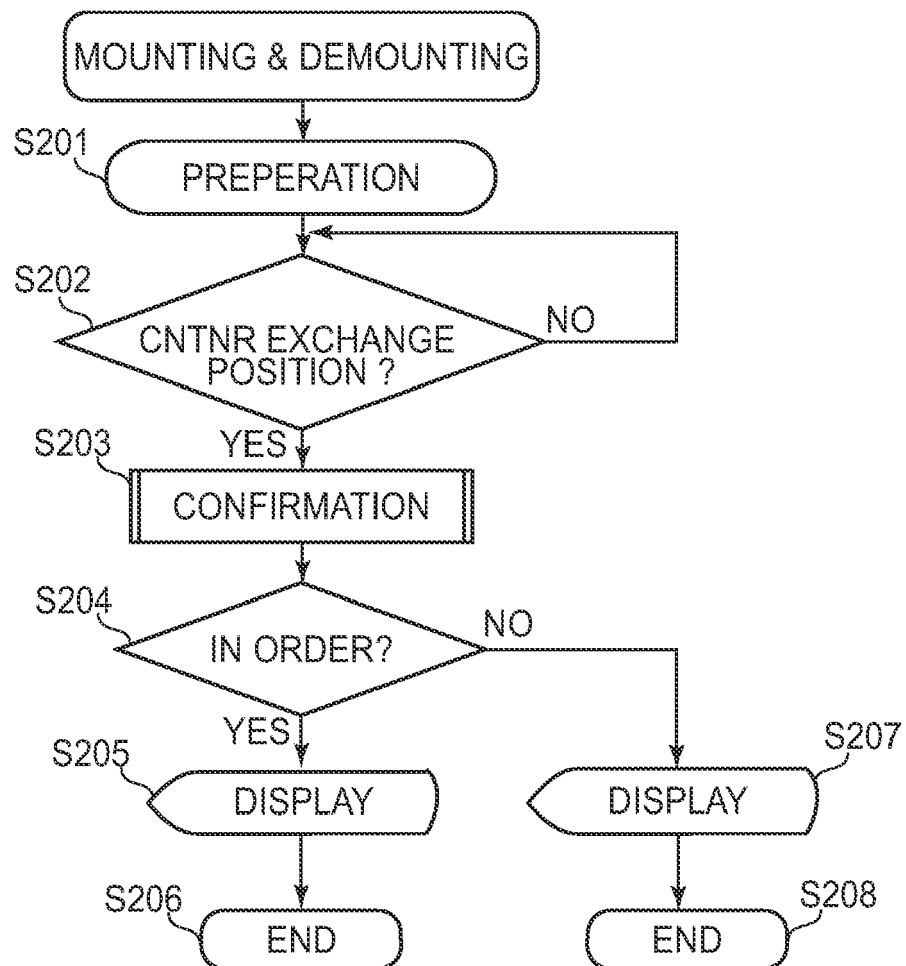 MOUNTING & DEMOUNTING
S201
PREPERATION
S202
CNTNR EXCHANGE
POSITION ?
NO
YES
S203
CONFIRMATION
S204
IN ORDER?
NO
YES
S205
DISPLAY
S207
DISPLAY
S206
END
S208
END